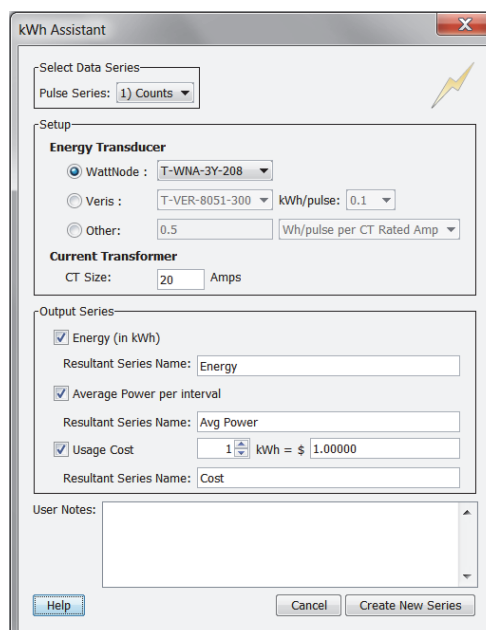 kWh Assistant
Select Data Series
Pulse Series: 1) Counts
Setup
Energy Transducer
WattNode : T-WNA-3Y-208
Veris : T-VER-8051-300 kWh/pulse: 0.1
Other: 0.5 Wh/pulse per CT Rated Amp
Current Transformer
CT Size: 20 Amps
Output Series
Energy (in kWh)
Resultant Series Name: Energy
Average Power per interval
Resultant Series Name: Avg Power
Usage Cost 1 kWh = $ 1.00000
Resultant Series Name: Cost
User Notes:
Help Cancel Create New Series